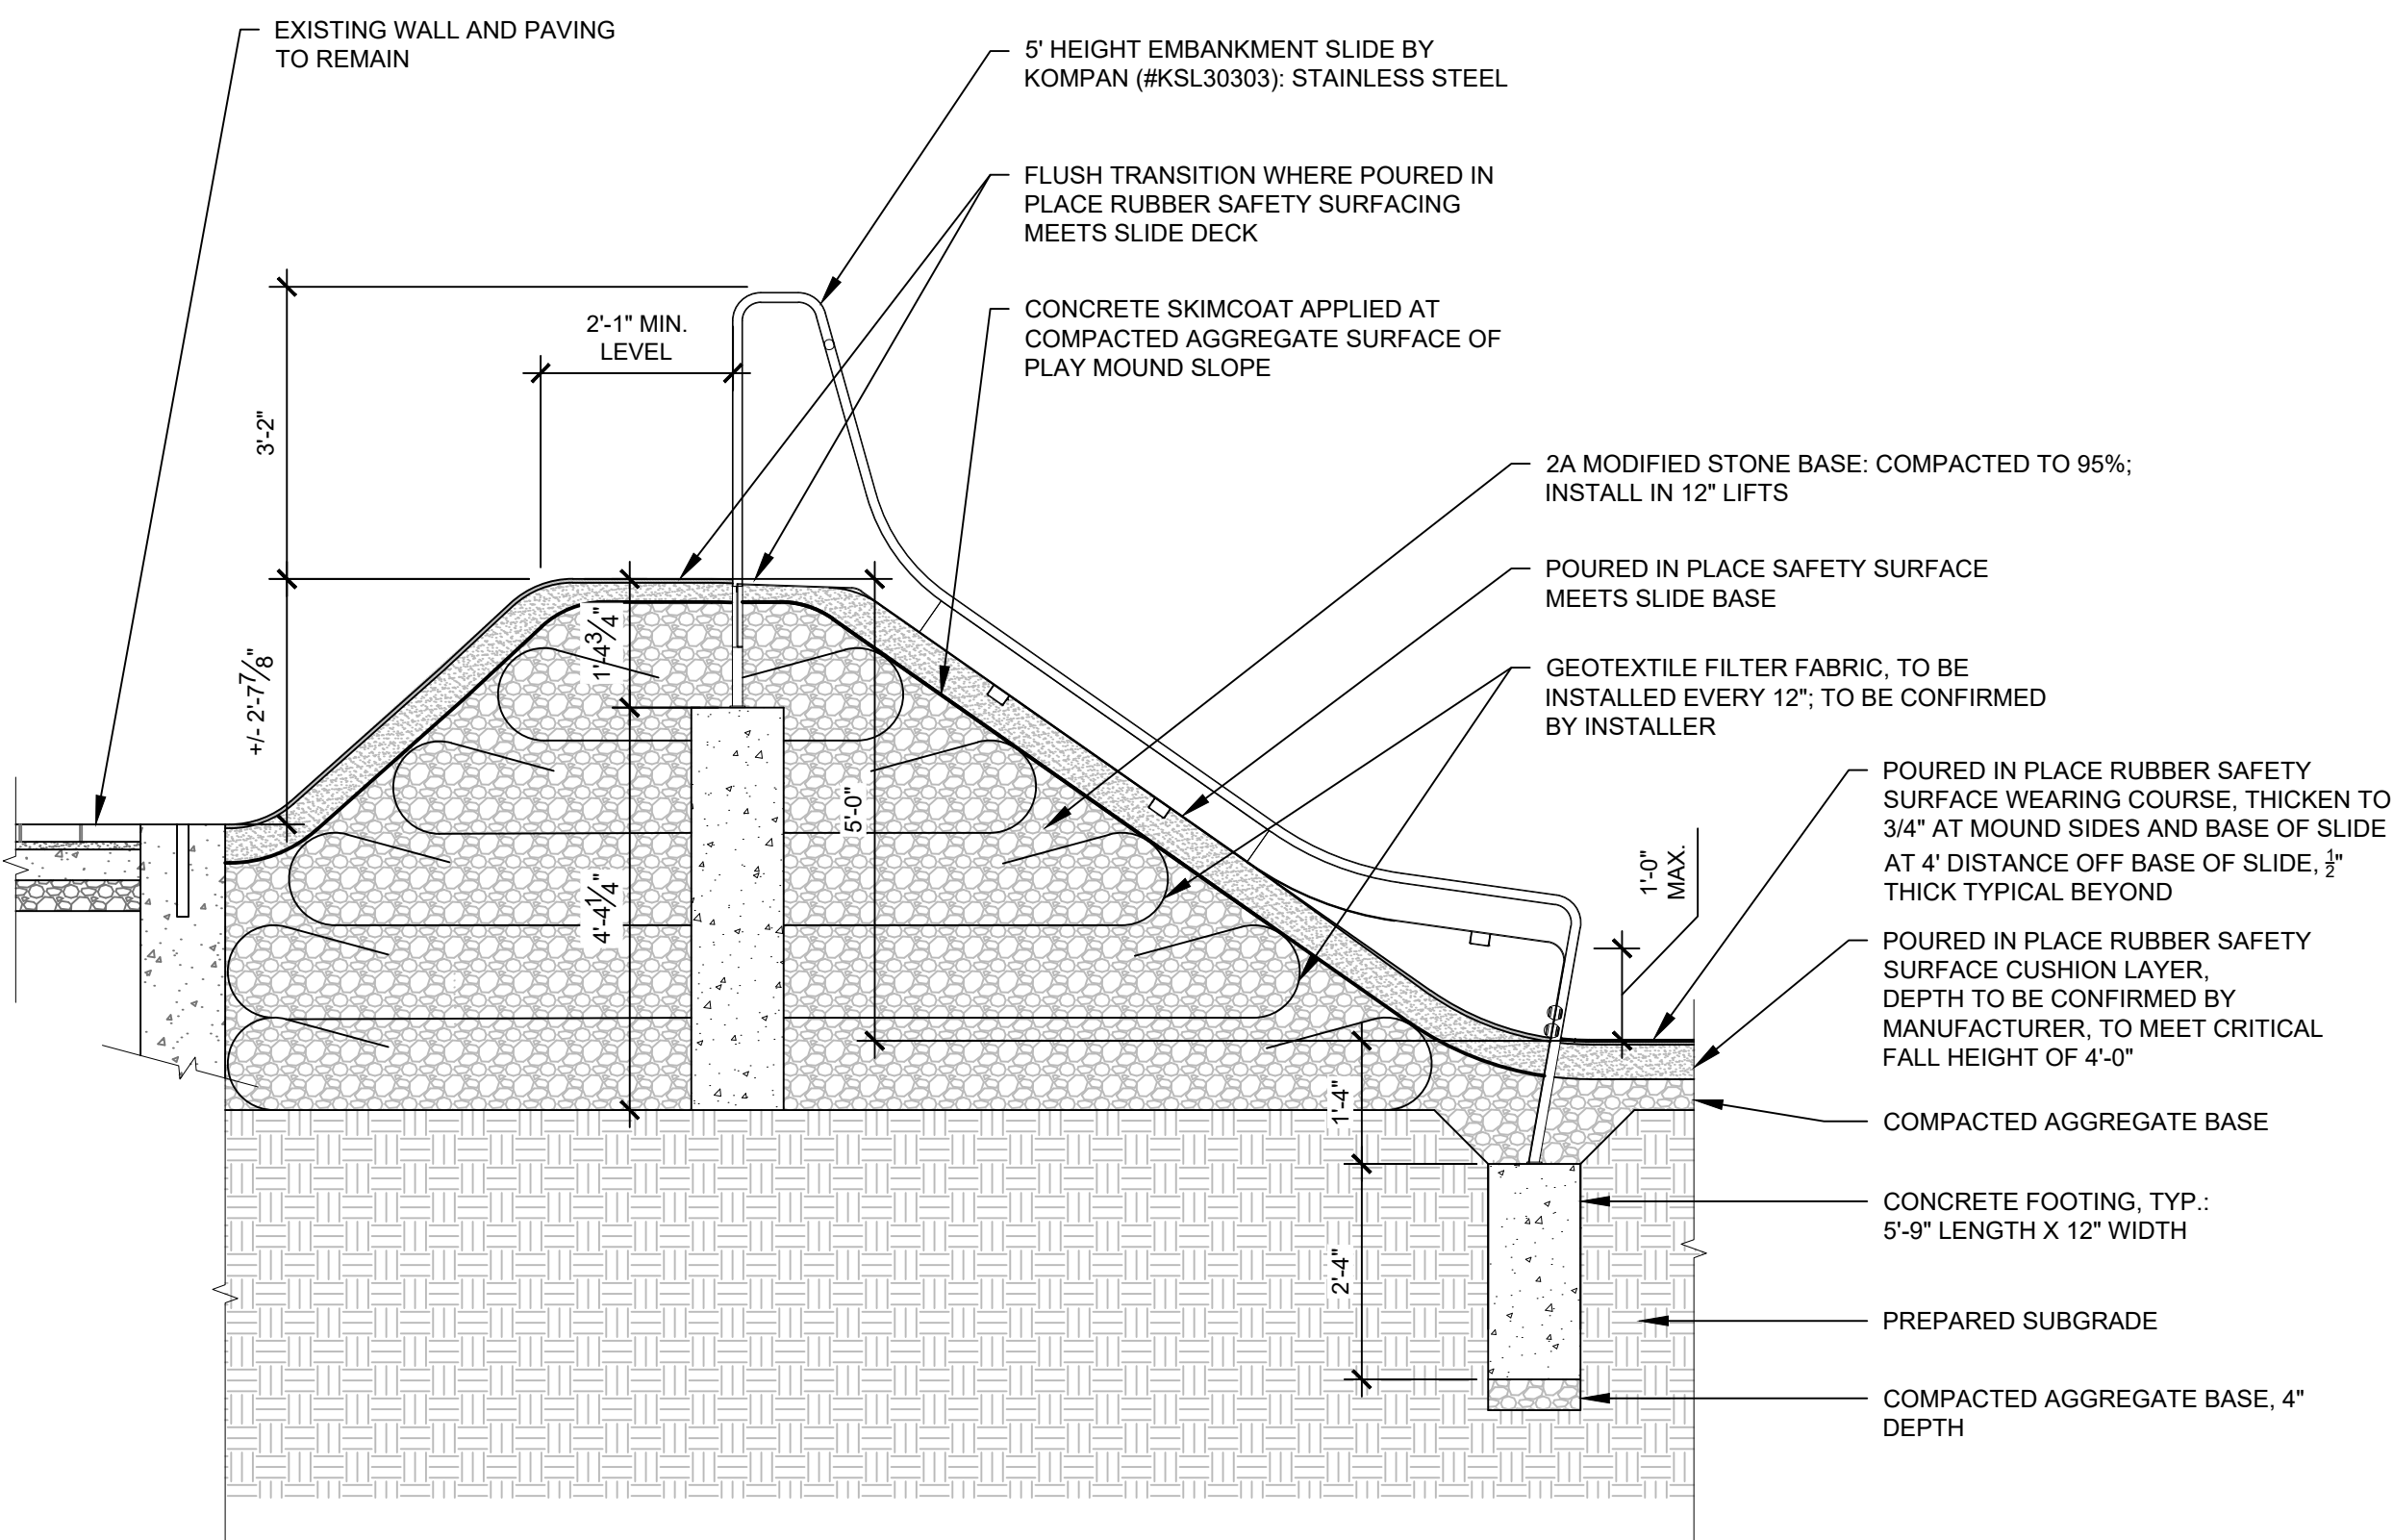 EXISTING WALL AND PAVING
TO REMAIN
5' HEIGHT EMBANKMENT SLIDE BY
KOMPAN (#KSL30303): STAINLESS STEEL
FLUSH TRANSITION WHERE POURED IN
PLACE RUBBER SAFETY SURFACING
MEETS SLIDE DECK
CONCRETE SKIMCOAT APPLIED AT
COMPACTED AGGREGATE SURFACE OF
PLAY MOUND SLOPE
2'-1" MIN.
LEVEL
3'-2"
2A MODIFIED STONE BASE: COMPACTED TO 95%;
INSTALL IN 12" LIFTS
POURED IN PLACE SAFETY SURFACE
MEETS SLIDE BASE
GEOTEXTILE FILTER FABRIC, TO BE
INSTALLED EVERY 12"; TO BE CONFIRMED
BY INSTALLER
+/- 2'-7 7/8"
1'-4 3/4"
5'-0"
4'-4 1/4"
1'-0"
MAX.
POURED IN PLACE RUBBER SAFETY
SURFACE WEARING COURSE, THICKEN TO
3/4" AT MOUND SIDES AND BASE OF SLIDE
AT 4' DISTANCE OFF BASE OF SLIDE, 1/2"
THICK TYPICAL BEYOND
POURED IN PLACE RUBBER SAFETY
SURFACE CUSHION LAYER,
DEPTH TO BE CONFIRMED BY
MANUFACTURER, TO MEET CRITICAL
FALL HEIGHT OF 4'-0"
1'-4"
COMPACTED AGGREGATE BASE
CONCRETE FOOTING, TYP.:
5'-9" LENGTH X 12" WIDTH
2'-4"
PREPARED SUBGRADE
COMPACTED AGGREGATE BASE, 4"
DEPTH